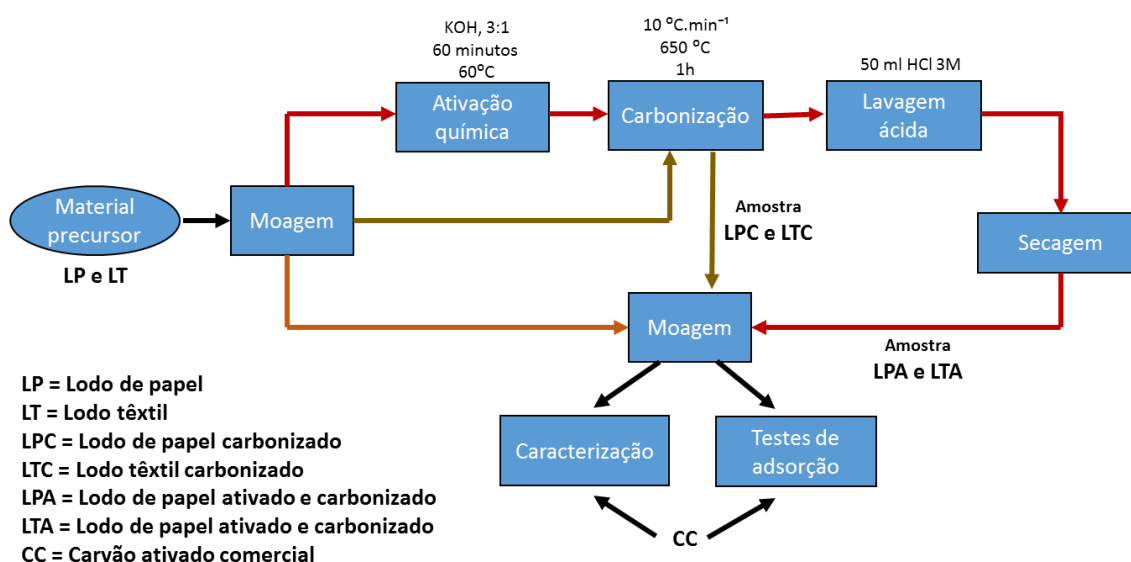 KOH, 3:1
60 minutos
60ºC
10 ºC.min⁻¹
650 ºC
1h
50 ml HCl 3M
Ativação
química
Carbonização
Lavagem
ácida
Material
precursor
LP e LT
Moagem
Amostra
LPC e LTC
Secagem
Moagem
Amostra
LPA e LTA
Caracterização
Testes de
adsorção
CC
LP = Lodo de papel
LT = Lodo têxtil
LPC = Lodo de papel carbonizado
LTC = Lodo têxtil carbonizado
LPA = Lodo de papel ativado e carbonizado
LTA = Lodo de papel ativado e carbonizado
CC = Carvão ativado comercial